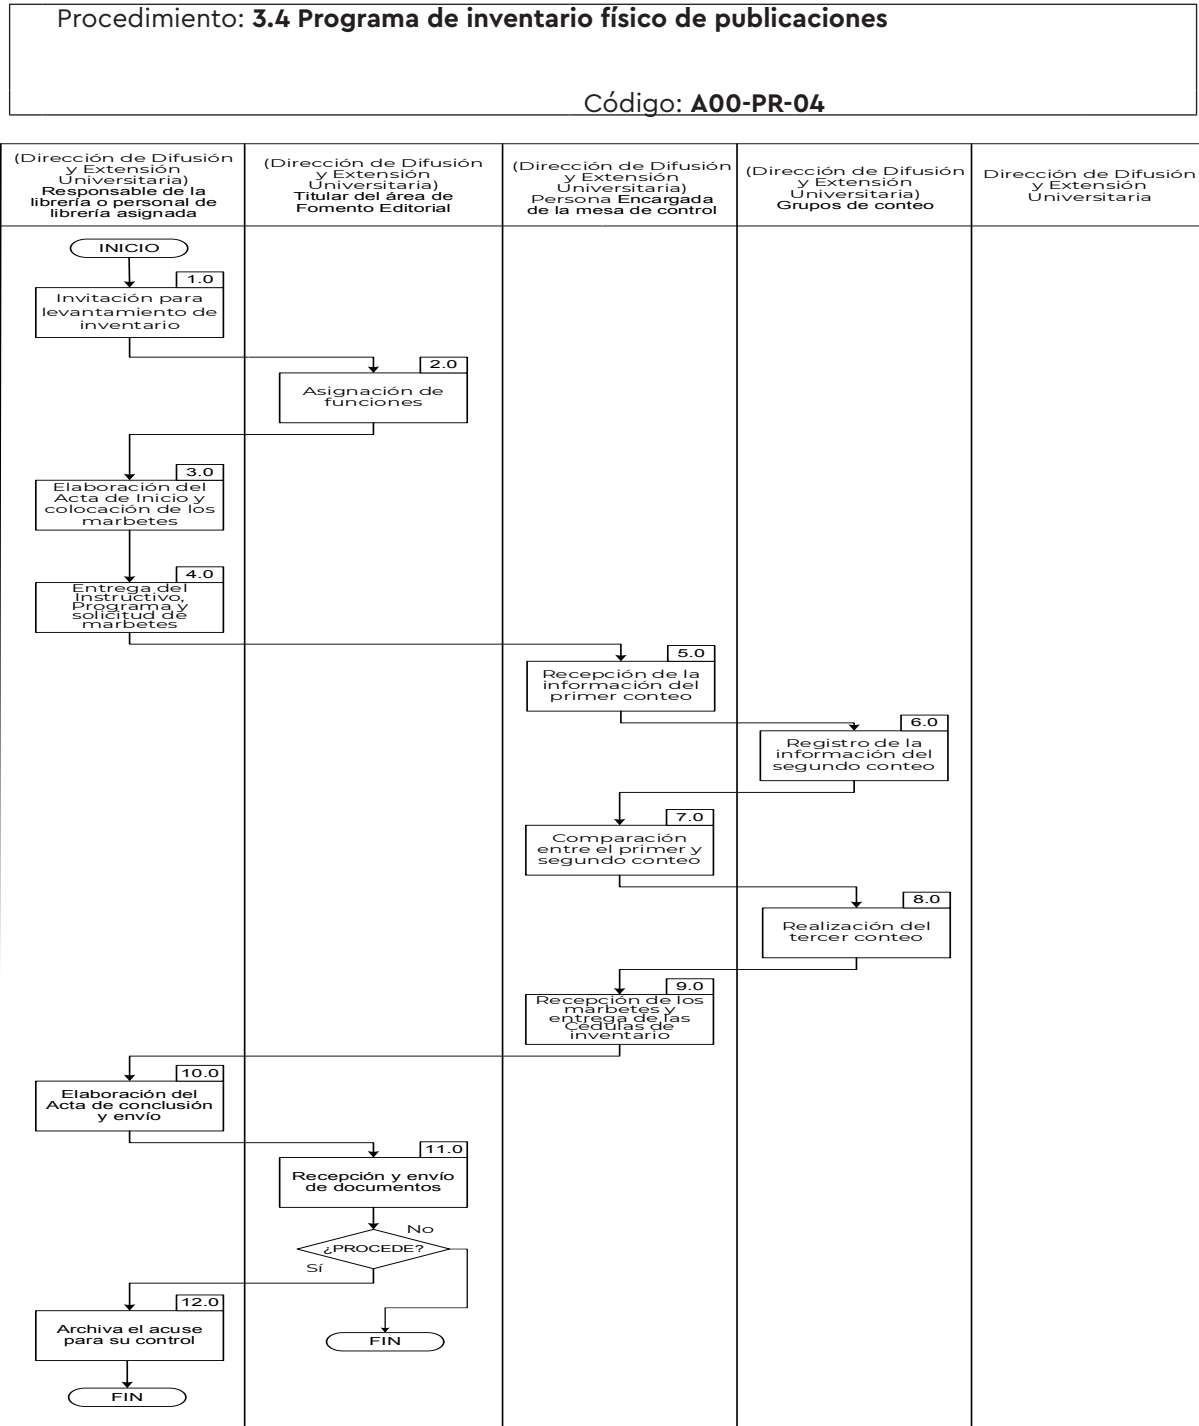 Procedimiento: 3.4 Programa de inventario físico de publicaciones
Código: A00-PR-04
(Dirección de Difusión
y Extensión
Universitaria)
Responsable de la
librería o personal de
librería asignada
(Dirección de Difusión
y Extensión
Universitaria)
Titular del área de
Fomento Editorial
(Dirección de Difusión
y Extensión
Universitaria)
Persona Encargada
de la mesa de control
(Dirección de Difusión
y Extensión
Universitaria)
Grupos de conteo
Dirección de Difusión
y Extensión
Universitaria
INICIO
1.0
Invitación para
levantamiento de
inventario
2.0
Asignación de
funciones
3.0
Elaboración del
Acta de Inicio y
colocación de los
marbetes
4.0
Entrega del
Instructivo,
Programa y
solicitud de
marbetes
5.0
Recepción de la
información del
primer conteo
6.0
Registro de la
información del
segundo conteo
7.0
Comparación
entre el primer y
segundo conteo
8.0
Realización del
tercer conteo
9.0
Recepción de los
marbetes y
entrega de las
Cédulas de
inventario
10.0
Elaboración del
Acta de conclusión
y envío
11.0
Recepción y envío
de documentos
No
¿PROCEDE?
Sí
12.0
Archiva el acuse
para su control
FIN
FIN